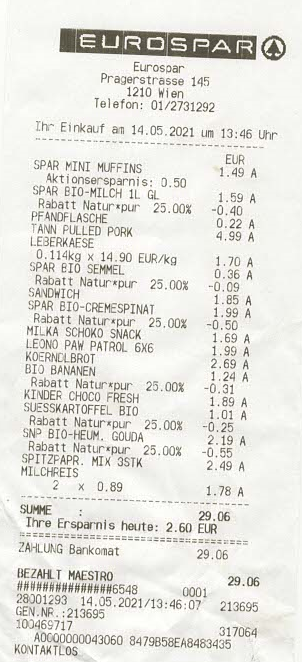 EUROSPAR
Eurospar
Pragerstrasse 145
1210 Wien
Telefon: 01/2731292
Ihr Einkauf am 14.05.2021 um 13:46 Uhr
EUR
SPAR MINI MUFFINS 1.49 A
Aktionsersparnis: 0.50
SPAR BIO-MILCH 1L GL 1.59 A
Rabatt Natur*pur 25.00% -0.40
PFANDFLASCHE 0.22 A
TANN PULLED PORK 4.99 A
LEBERKAESE
0.114kg x 14.90 EUR/kg 1.70 A
SPAR BIO SEMMEL 0.36 A
Rabatt Natur*pur 25.00% -0.09
SANDWICH 1.85 A
SPAR BIO-CREMESPINAT 1.99 A
Rabatt Natur*pur 25.00% -0.50
MILKA SCHOKO SNACK 1.69 A
LEONO PAW PATROL 6X6 1.99 A
KOERNDLBROT 2.69 A
BIO BANANEN 1.24 A
Rabatt Natur*pur 25.00% -0.31
KINDER CHOCO FRESH 1.89 A
SUESSKARTOFFEL BIO 1.01 A
Rabatt Natur*pur 25.00% -0.25
SNP BIO-HEUM. GOUDA 2.19 A
Rabatt Natur*pur 25.00% -0.55
SPITZPAPR. MIX 3STK 2.49 A
MILCHREIS
2 x 0.89 1.78 A
SUMME : 29.06
Ihre Ersparnis heute: 2.60 EUR
ZAHLUNG Bankomat 29.06
BEZAHLT MAESTRO 29.06
###############6548 0001
28001293 14.05.2021/13:46:07 213695
GEN.NR.:213695
100469717 317064
A0000000043060 8479B58EA8483435
KONTAKTLOS